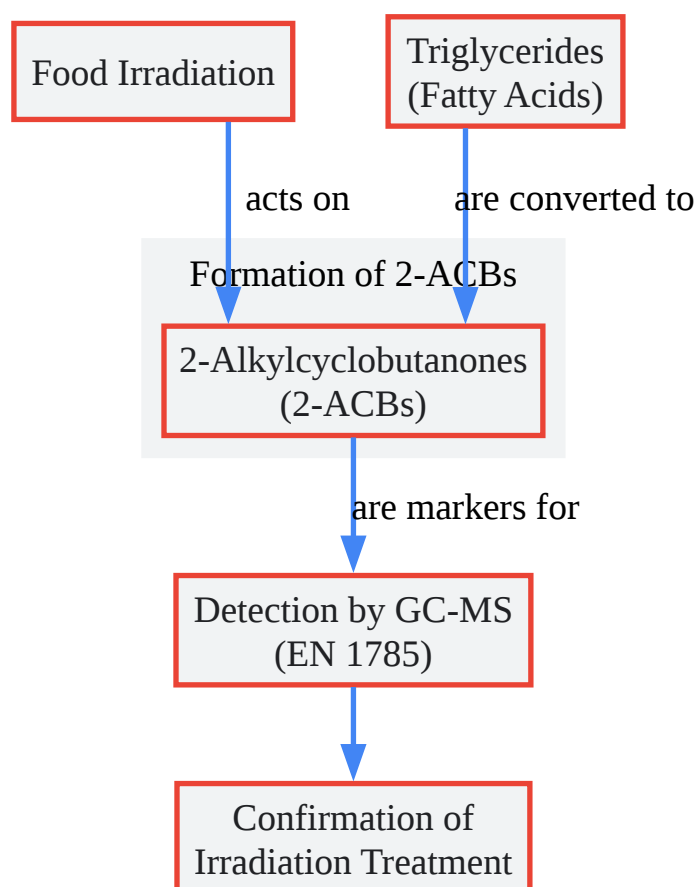 Food Irradiation
Triglycerides
(Fatty Acids)
acts on
are converted to
Formation of 2-ACBs
2-Alkylcyclobutanones
(2-ACBs)
are markers for
Detection by GC-MS
(EN 1785)
Confirmation of
Irradiation Treatment